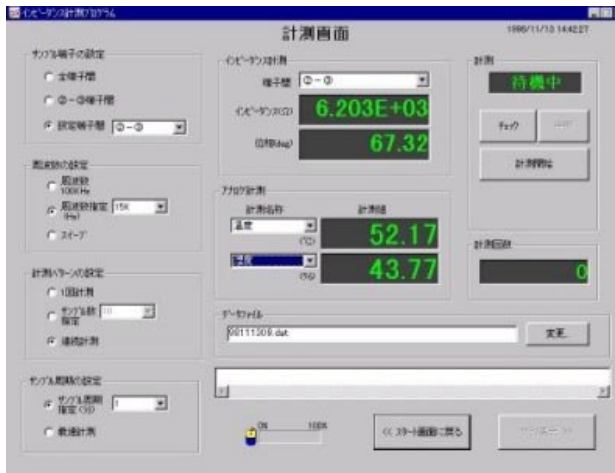 インピーダンス計測プログラム
計測画面
1998/11/13 14:42:27
サンプル端子の設定
全端子間
②-③端子間
設定端子間
周波数の設定
周波数
100KHz
周波数指定 15K
(Hz)
スイープ
計測パターンの設定
1回計測
サンプル数 10
指定
連続計測
サンプル周期の設定
サンプル周期 1
指定(分)
最速計測
インピーダンス計測
端子間
インピーダンス(Ω) 6.203E+03
位相(deg) 67.32
アナログ計測
計測名称 計測値
温度 52.17
(℃)
湿度 43.77
(%)
データファイル
98111309.dat
変更
計測
待機中
チェック
計測開始
計測回数
0
0% 100%
<< スタート画面に戻る